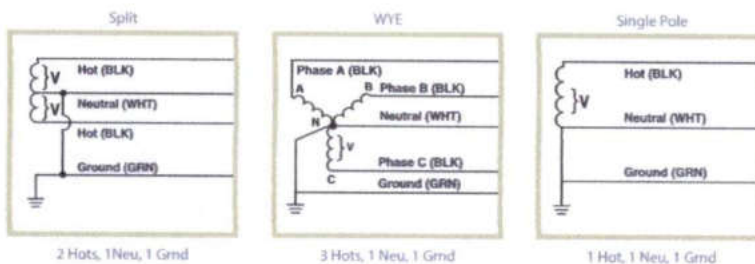 Split
V
Hot (BLK)
V
Neutral (WHT)
Hot (BLK)
Ground (GRN)
2 Hots, 1Neu, 1 Grnd
WYE
Phase A (BLK)
A
B
Phase B (BLK)
N
Neutral (WHT)
V
Phase C (BLK)
C
Ground (GRN)
3 Hots, 1 Neu, 1 Grnd
Single Pole
Hot (BLK)
V
Neutral (WHT)
Ground (GRN)
1 Hot, 1 Neu, 1 Grnd